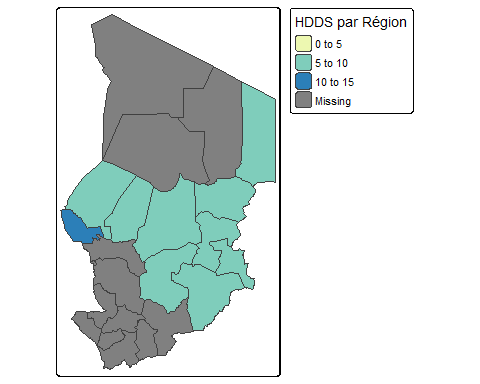 HDDS par Région
0 to 5
5 to 10
10 to 15
Missing